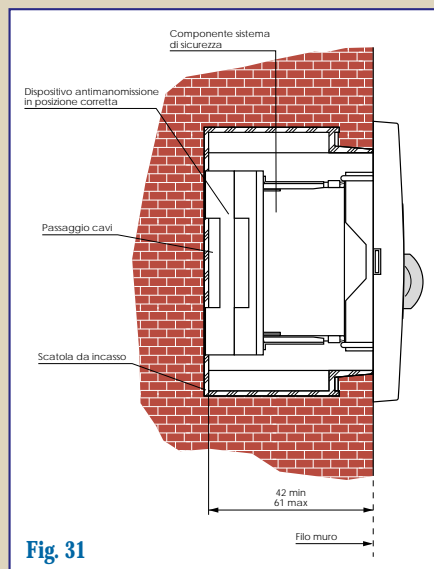 Componente sistema
di sicurezza
Dispositivo antimanomissione
in posizione corretta
Passaggio cavi
Scatola da incasso
42 min
61 max
Filo muro
Fig. 31